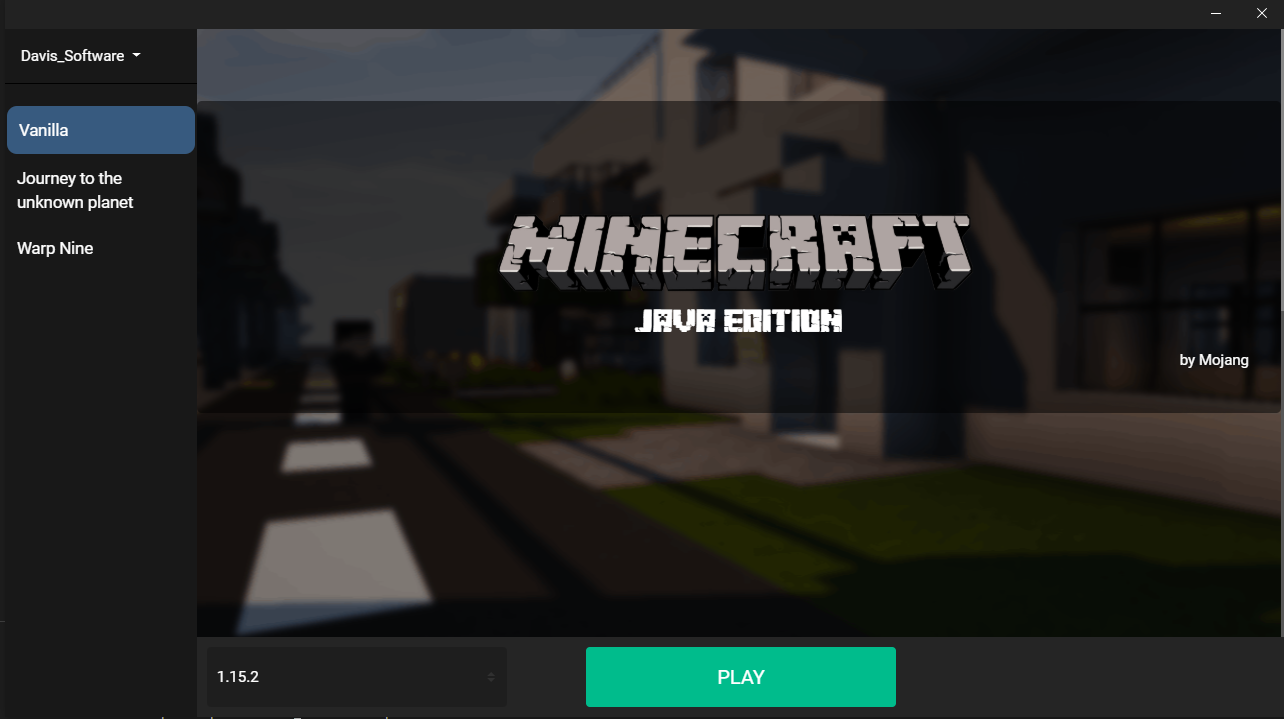 Davis_Software
Vanilla
Journey to the
unknown planet
Warp Nine
MINECRAFT
JAVA EDITION
by Mojang
1.15.2
PLAY